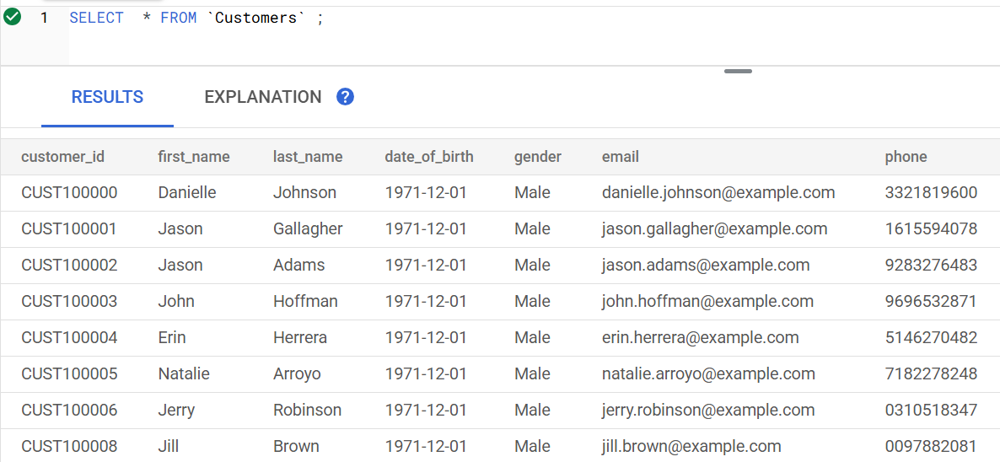 1 SELECT * FROM `Customers` ;
RESULTS EXPLANATION ?
customer_id first_name last_name date_of_birth gender email phone
CUST100000 Danielle Johnson 1971-12-01 Male danielle.johnson@example.com 3321819600
CUST100001 Jason Gallagher 1971-12-01 Male jason.gallagher@example.com 1615594078
CUST100002 Jason Adams 1971-12-01 Male jason.adams@example.com 9283276483
CUST100003 John Hoffman 1971-12-01 Male john.hoffman@example.com 9696532871
CUST100004 Erin Herrera 1971-12-01 Male erin.herrera@example.com 5146270482
CUST100005 Natalie Arroyo 1971-12-01 Male natalie.arroyo@example.com 7182278248
CUST100006 Jerry Robinson 1971-12-01 Male jerry.robinson@example.com 0310518347
CUST100008 Jill Brown 1971-12-01 Male jill.brown@example.com 0097882081